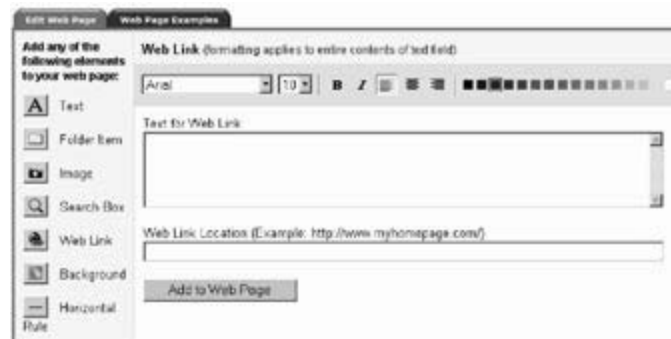 Edit Web Page Web Page Examples
Add any of the
following elements
to your web page:
Web Link (formatting applies to entire contents of text field)
Arial 10 B I
A Text
Folder Item
Image
Search Box
Web Link
Background
Horizontal
Rule
Text for Web Link:
Web Link Location (Example: http://www.myhomepage.com/)
Add to Web Page